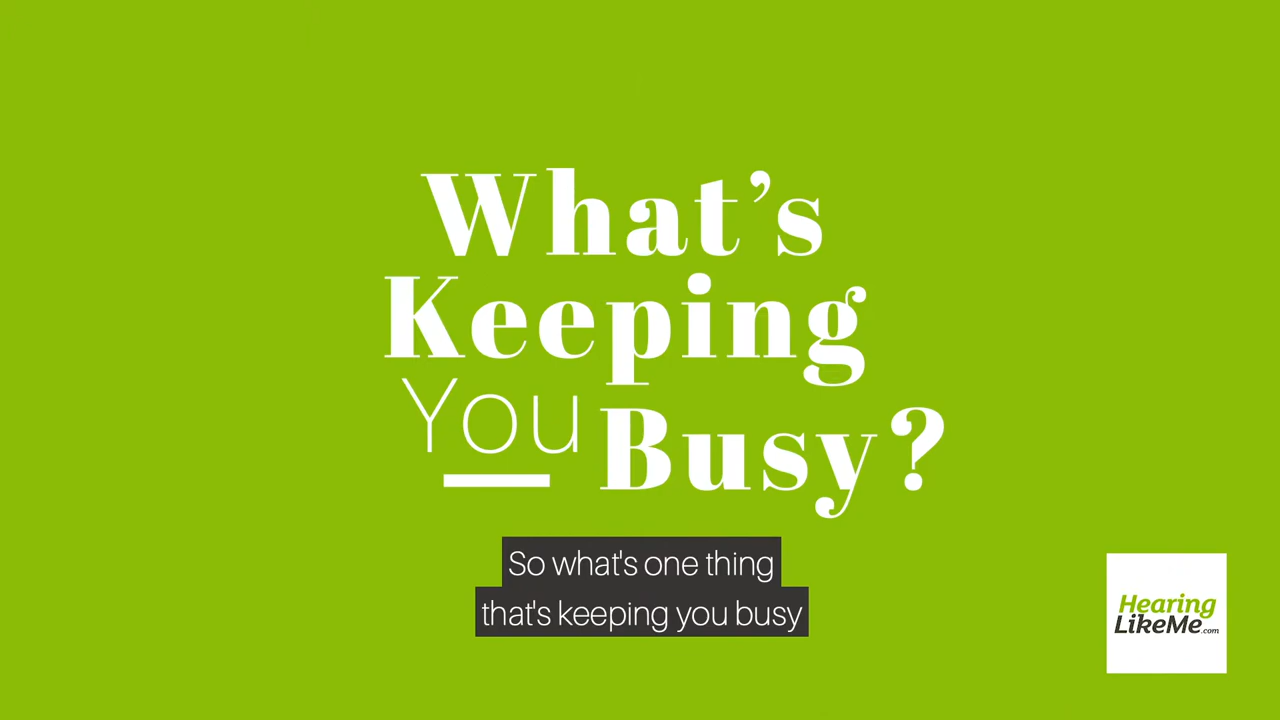 What’s
Keeping
You Busy?
So what's one thing
that's keeping you busy
Hearing
LikeMe.com